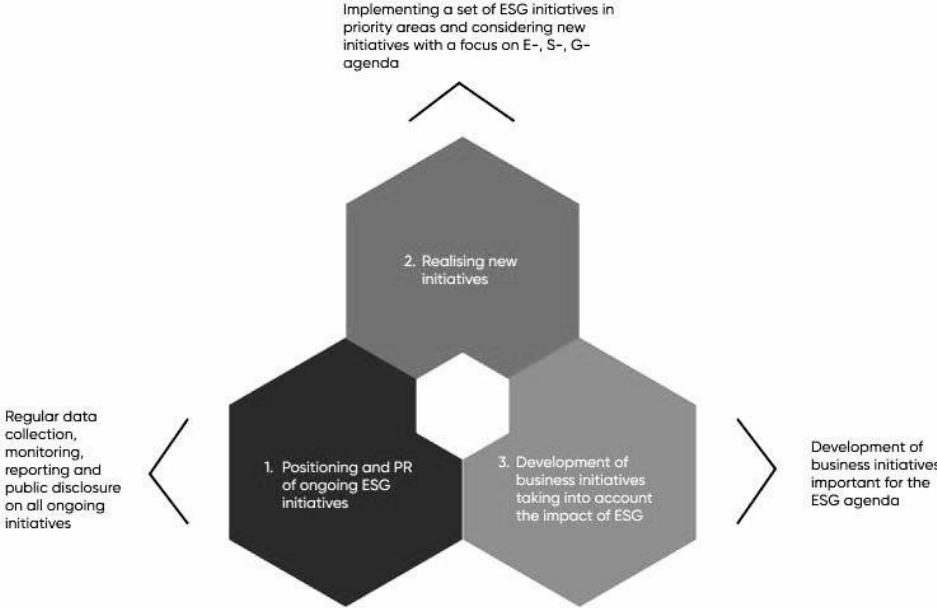 Implementing a set of ESG initiatives in
priority areas and considering new
initiatives with a focus on E-, S-, G-
agenda
2. Realising new
initiatives
Regular data
collection,
monitoring,
reporting and
public disclosure
on all ongoing
initiatives
1. Positioning and PR
of ongoing ESG
initiatives
3. Development of
business initiatives
taking into account
the impact of ESG
Development of
business initiatives
important for the
ESG agenda